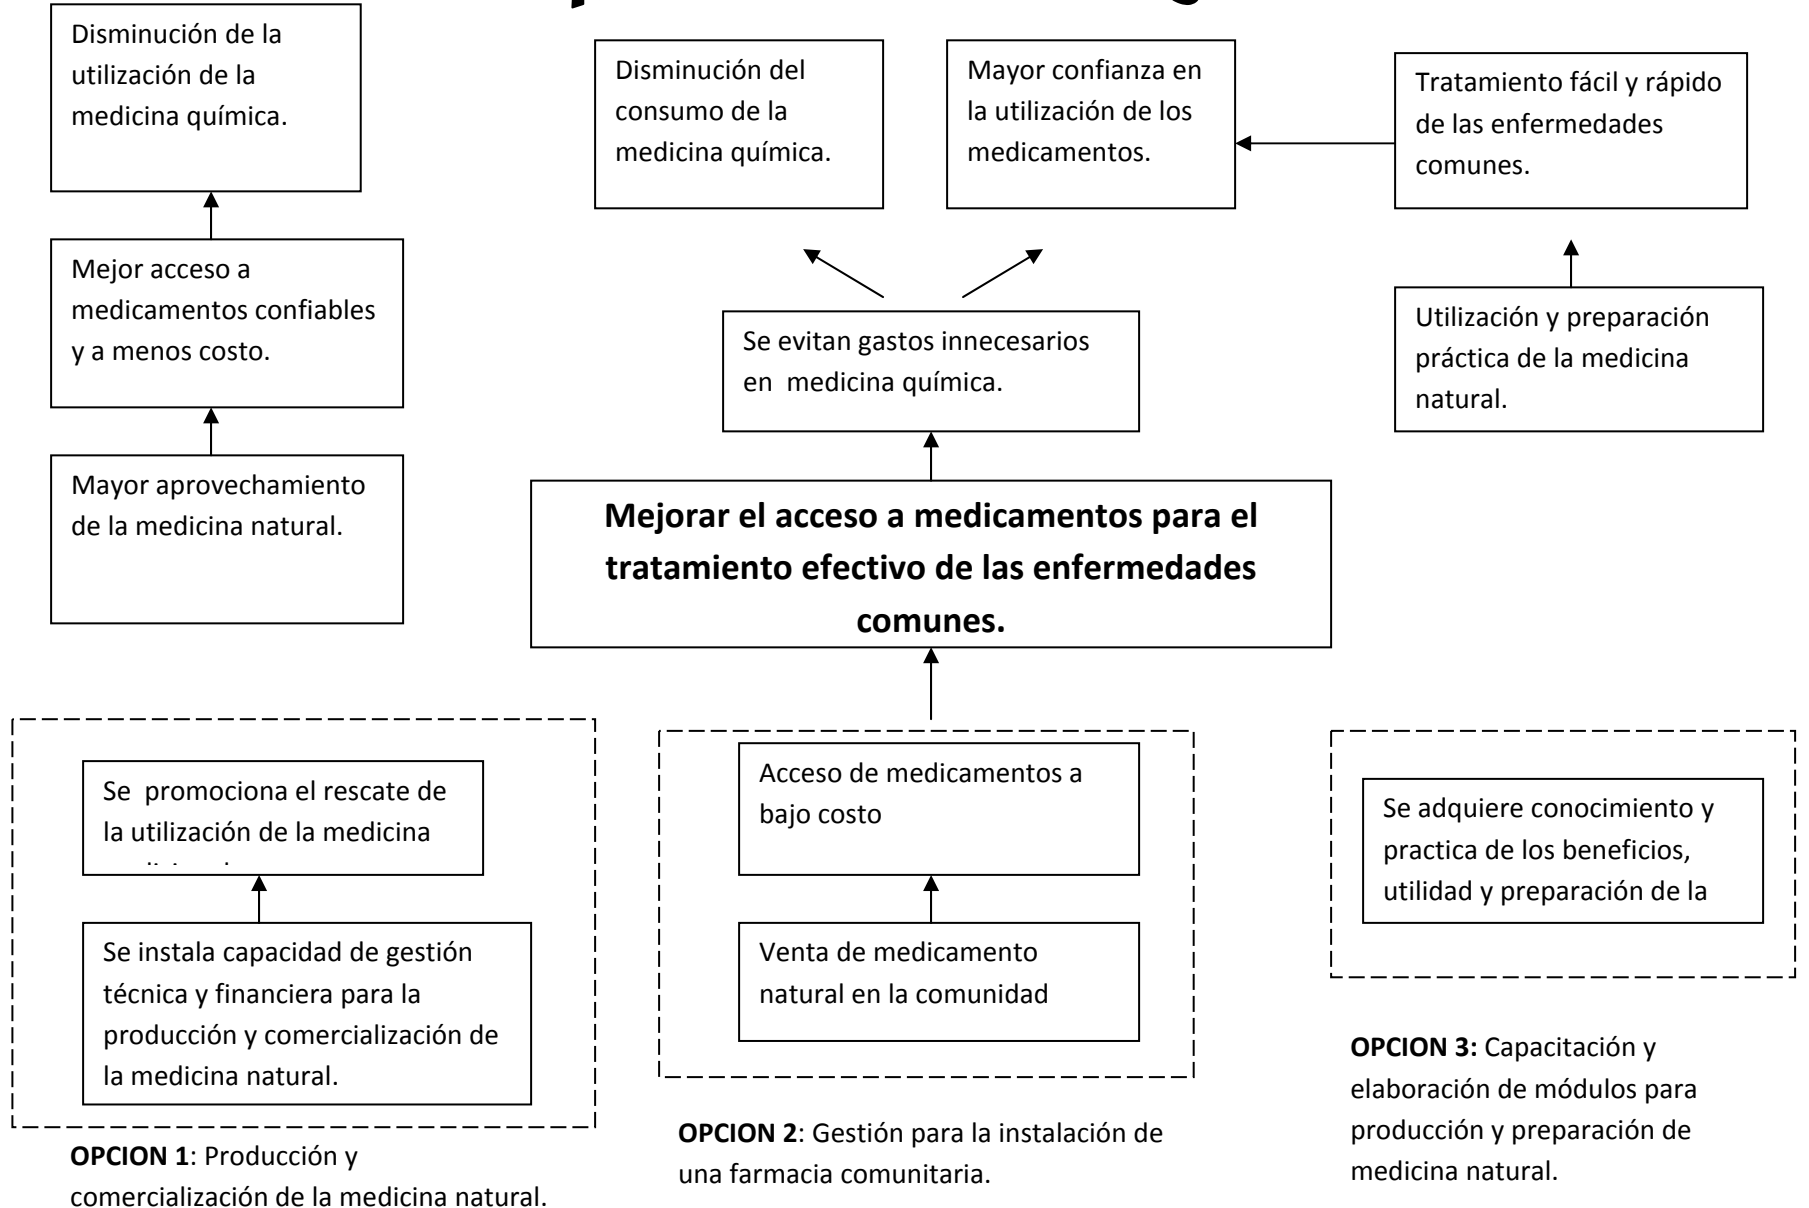 Disminución de la
utilización de la
medicina química.
Disminución del
consumo de la
medicina química.
Mayor confianza en
la utilización de los
medicamentos.
Tratamiento fácil y rápido
de las enfermedades
comunes.
Mejor acceso a
medicamentos confiables
y a menos costo.
Se evitan gastos innecesarios
en  medicina química.
Utilización y preparación
práctica de la medicina
natural.
Mayor aprovechamiento
de la medicina natural.
Mejorar el acceso a medicamentos para el
tratamiento efectivo de las enfermedades
comunes.
Se  promociona el rescate de
la utilización de la medicina
Se instala capacidad de gestión
técnica y financiera para la
producción y comercialización de
la medicina natural.
OPCION 1: Producción y
comercialización de la medicina natural.
Acceso de medicamentos a
bajo costo
Venta de medicamento
natural en la comunidad
OPCION 2: Gestión para la instalación de
una farmacia comunitaria.
Se adquiere conocimiento y
practica de los beneficios,
utilidad y preparación de la
OPCION 3: Capacitación y
elaboración de módulos para
producción y preparación de
medicina natural.